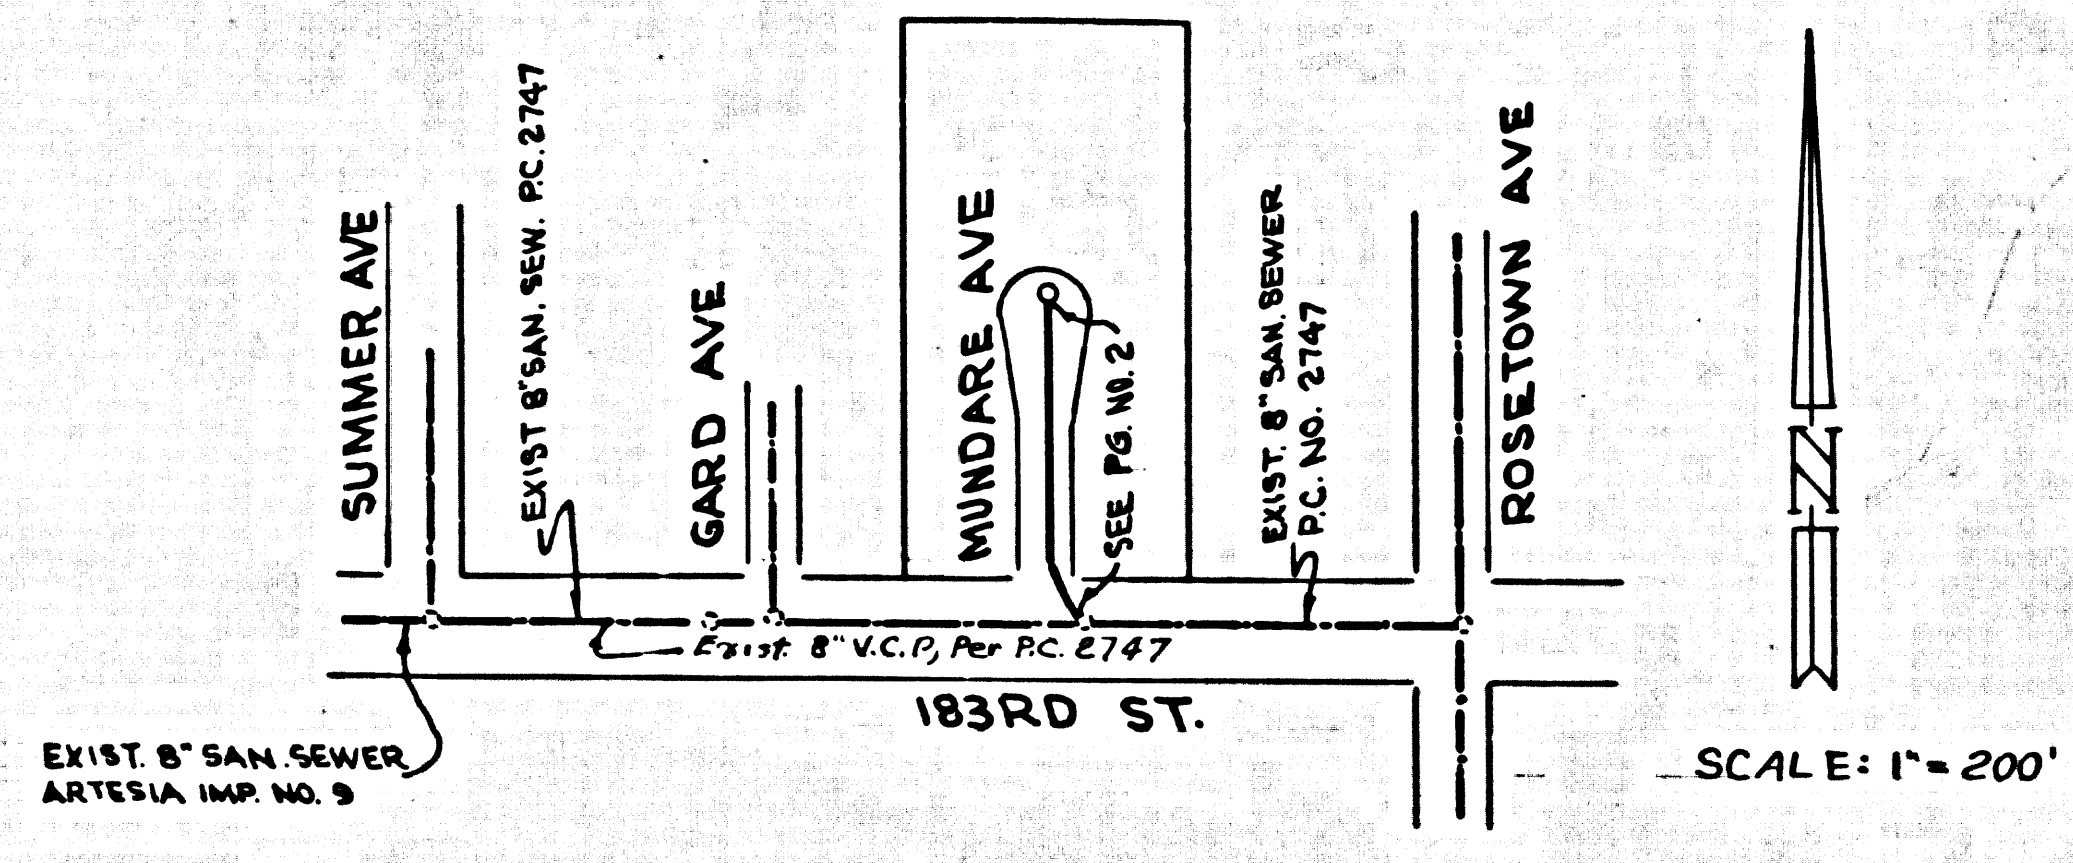 SUMMER AVE
EXIST 8" SAN. SEW. P.C. 2747
GARD AVE
MUNDARE AVE
SEE PG. NO. 2
EXIST. 8" SAN. SEWER
P.C. NO. 2747
ROSETOWN AVE
N
Exist. 8" V.C.P, Per P.C. 2747
183RD ST.
EXIST. 8" SAN. SEWER
ARTESIA IMP. NO. 9
SCALE: 1" = 200'